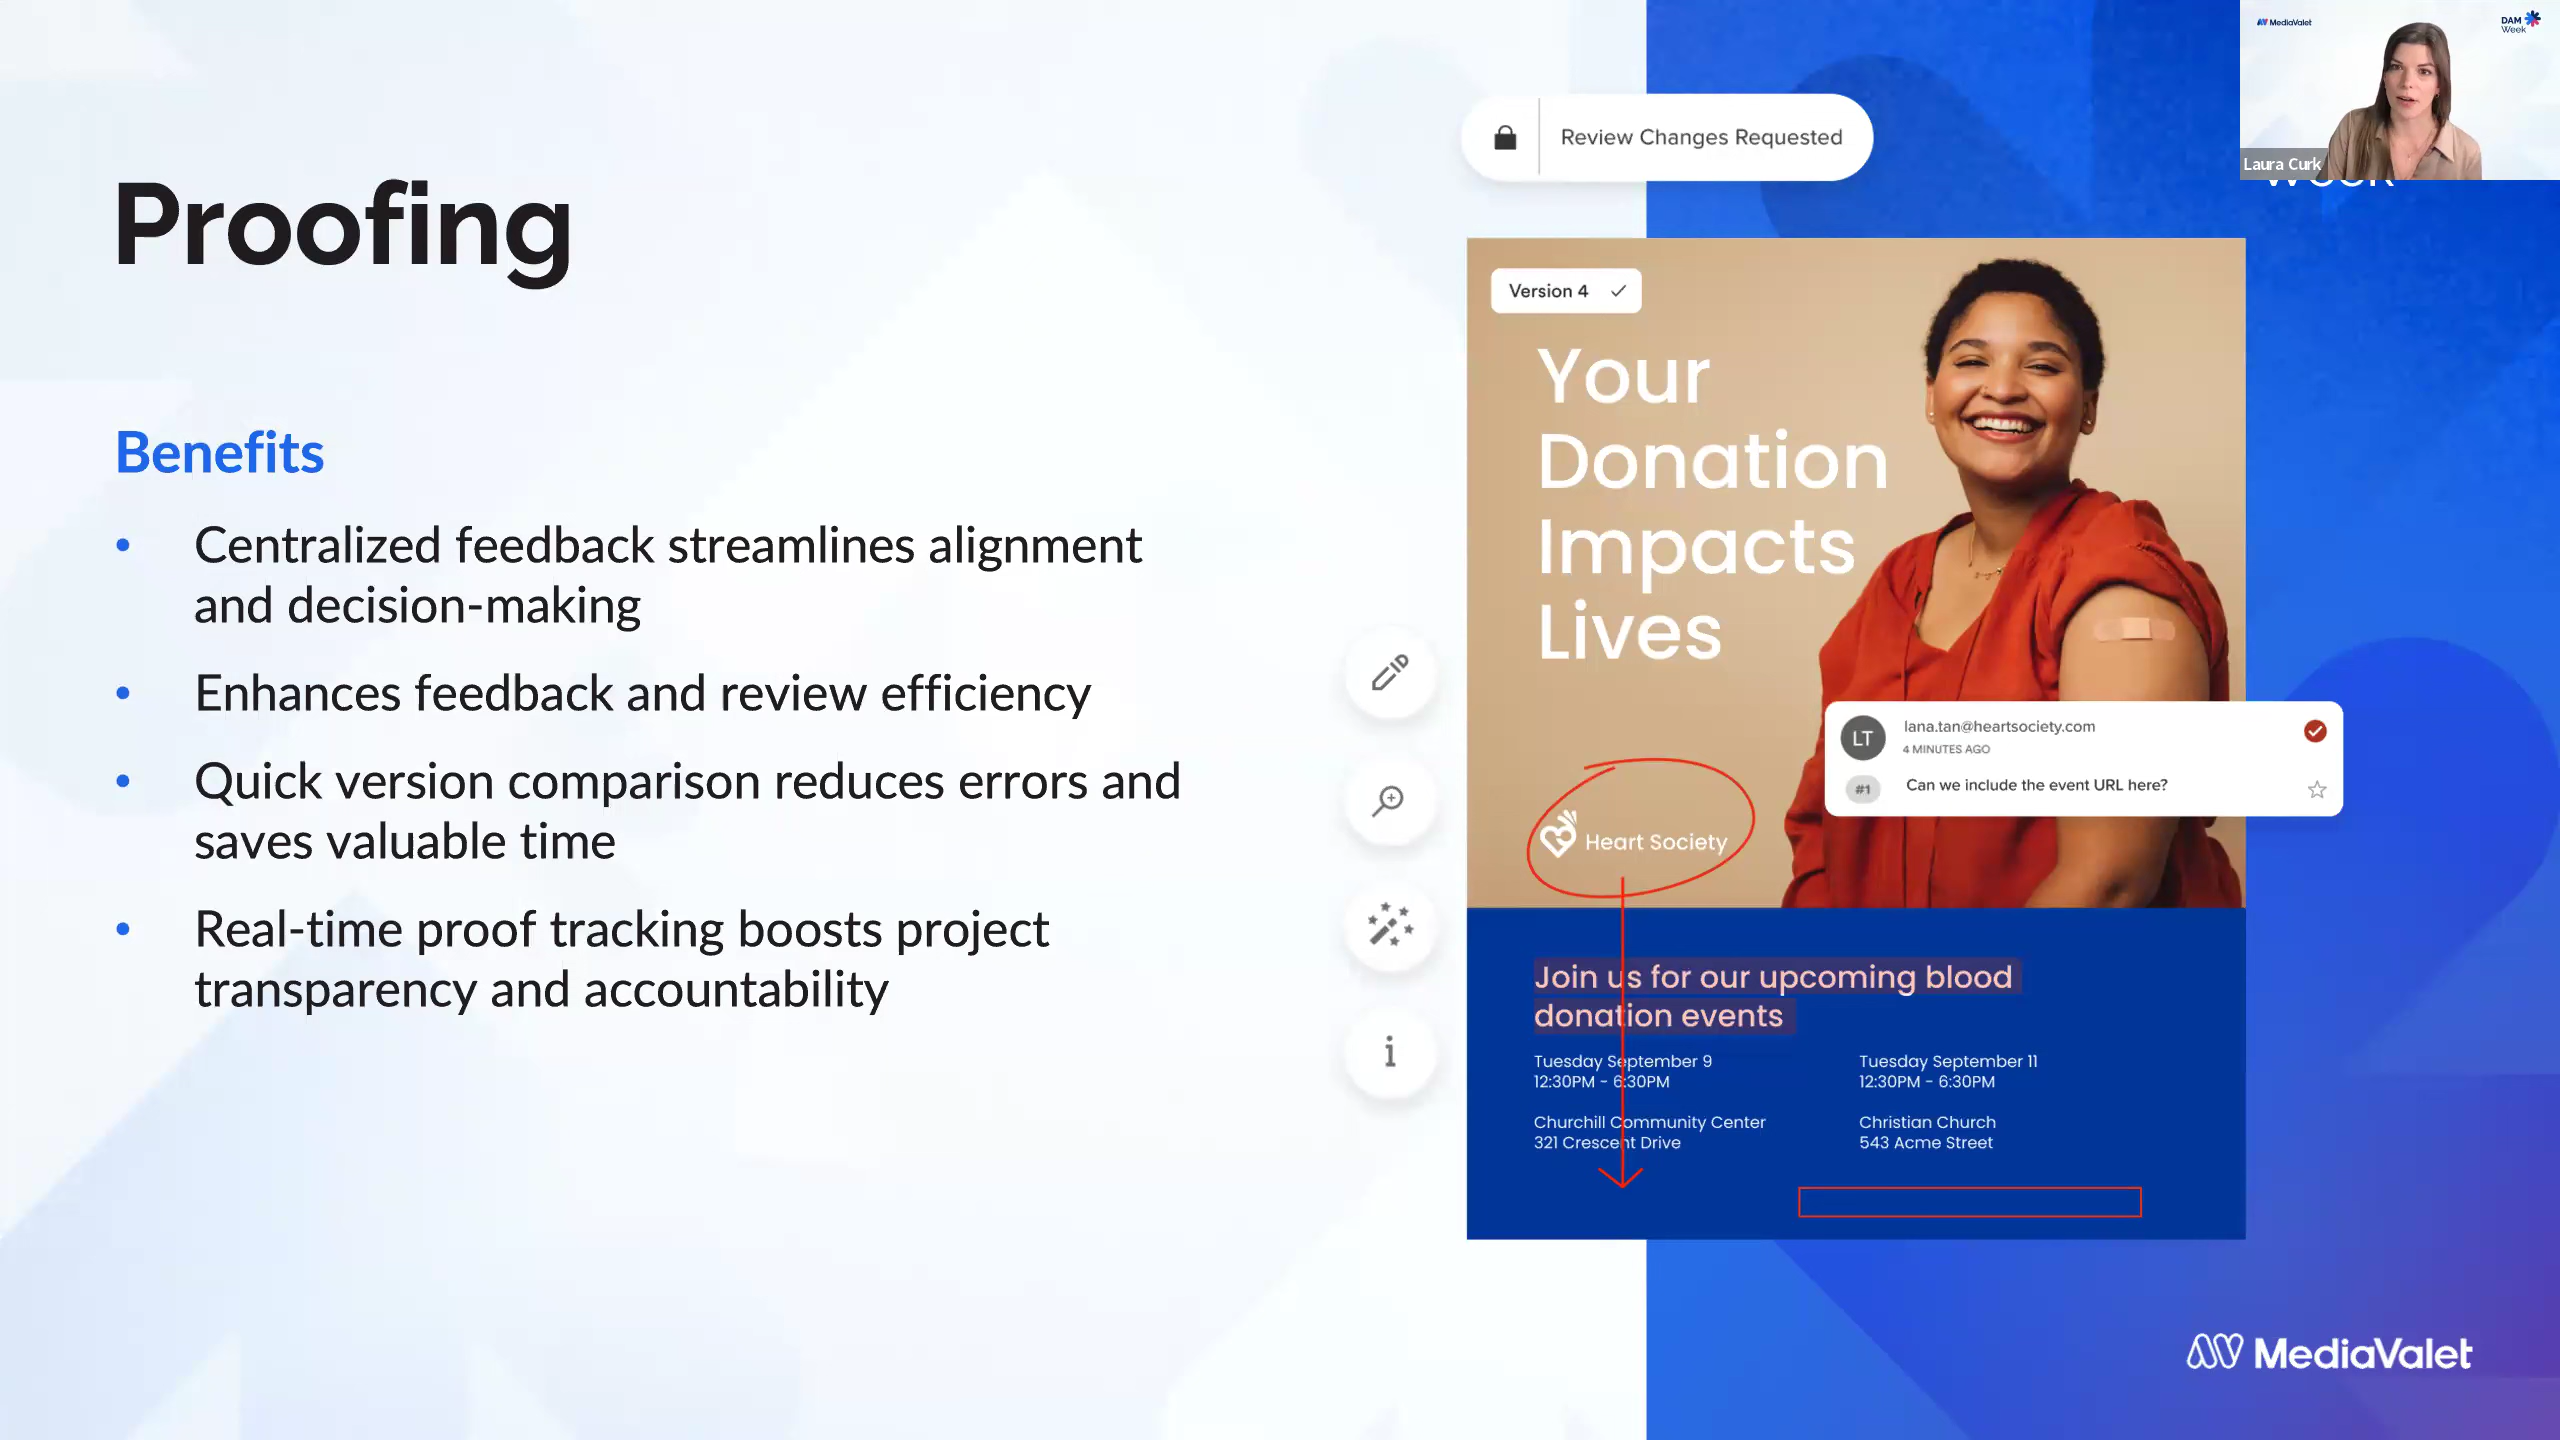 MediaValet
DAM
Week
Laura Curk
Proofing
Benefits
• Centralized feedback streamlines alignment
and decision-making
• Enhances feedback and review efficiency
• Quick version comparison reduces errors and
saves valuable time
• Real-time proof tracking boosts project
transparency and accountability
Review Changes Requested
Version 4
Your
Donation
Impacts
Lives
LT
lana.tan@heartsociety.com
4 MINUTES AGO
#1
Can we include the event URL here?
Heart Society
Join us for our upcoming blood
donation events
Tuesday September 9
12:30PM - 6:30PM
Churchill Community Center
321 Crescent Drive
Tuesday September 11
12:30PM - 6:30PM
Christian Church
543 Acme Street
MediaValet